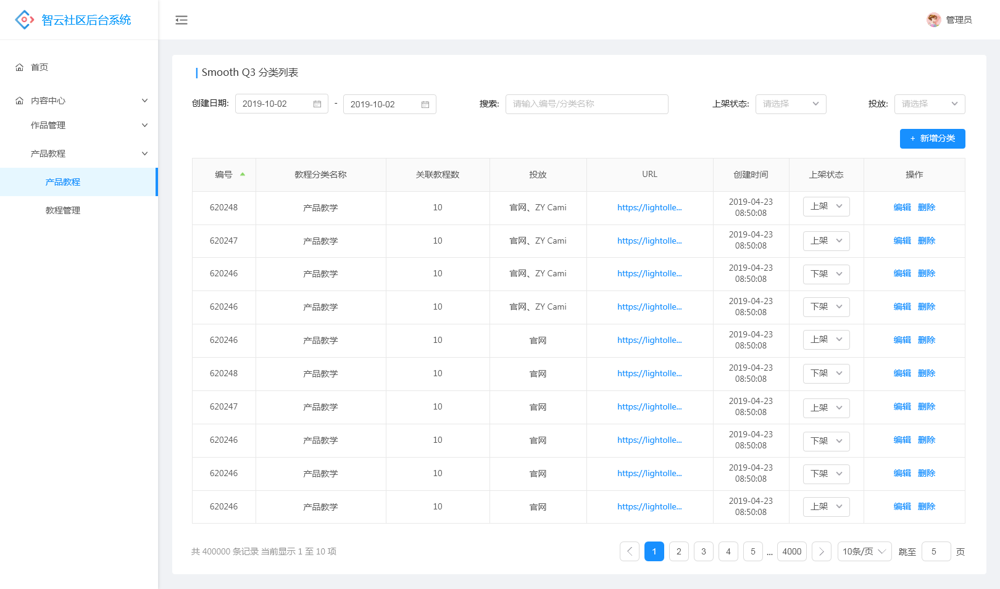 智云社区后台系统
管理员
首页
内容中心
作品管理
产品教程
产品教程
教程管理
Smooth Q3 分类列表
创建日期: 2019-10-02 - 2019-10-02 搜索: 请输入编号/分类名称 上架状态: 请选择 投放: 请选择
+ 新增分类
编号 教程分类名称 关联教程数 投放 URL 创建时间 上架状态 操作
620248 产品教学 10 官网、ZY Cami https://lightolle... 2019-04-23 08:50:08 上架 编辑 删除
620247 产品教学 10 官网、ZY Cami https://lightolle... 2019-04-23 08:50:08 上架 编辑 删除
620246 产品教学 10 官网、ZY Cami https://lightolle... 2019-04-23 08:50:08 下架 编辑 删除
620246 产品教学 10 官网、ZY Cami https://lightolle... 2019-04-23 08:50:08 下架 编辑 删除
620246 产品教学 10 官网 https://lightolle... 2019-04-23 08:50:08 上架 编辑 删除
620248 产品教学 10 官网 https://lightolle... 2019-04-23 08:50:08 下架 编辑 删除
620247 产品教学 10 官网 https://lightolle... 2019-04-23 08:50:08 上架 编辑 删除
620246 产品教学 10 官网 https://lightolle... 2019-04-23 08:50:08 下架 编辑 删除
620246 产品教学 10 官网 https://lightolle... 2019-04-23 08:50:08 下架 编辑 删除
620246 产品教学 10 官网 https://lightolle... 2019-04-23 08:50:08 上架 编辑 删除
共 400000 条记录 当前显示 1 至 10 项 1 2 3 4 5 ... 4000 10条/页 跳至 5 页